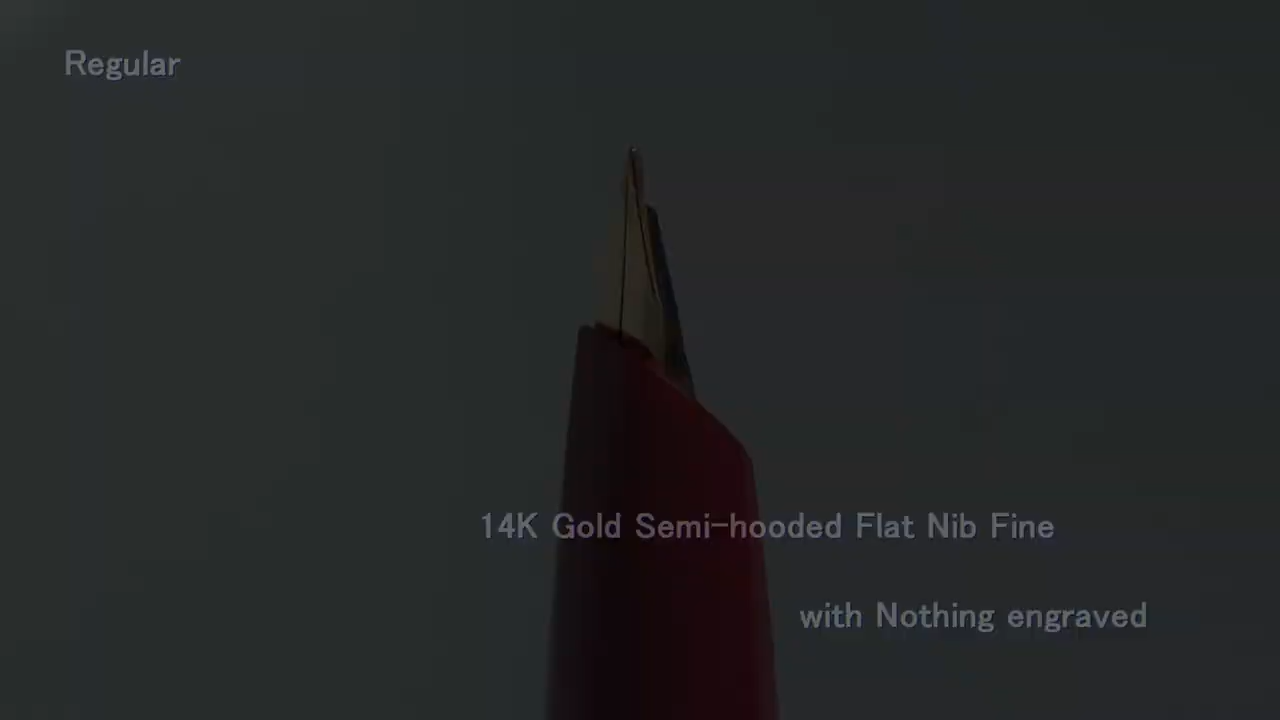 Regular
14K Gold Semi-hooded Flat Nib Fine
with Nothing engraved